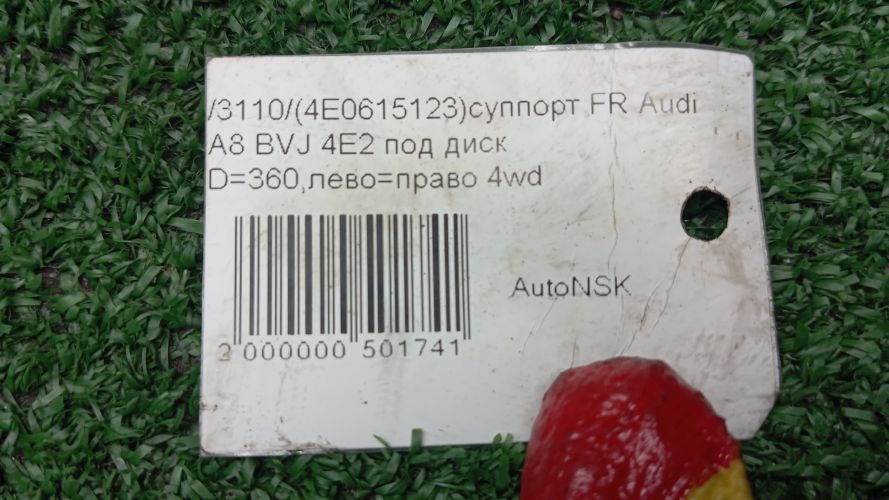 /3110/(4E0615123)суппорт FR Audi
A8 BVJ 4E2 под диск
D=360,лево=право 4wd
AutoNSK
2 000000 501741